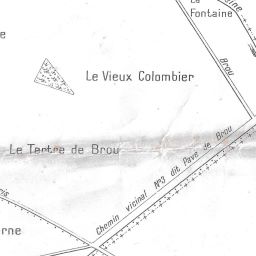 La
Fontaine
Brou
Le Vieux Colombier
Le Tertre de Brou
Chemin vicinal N°3 dit Pavé de Brou